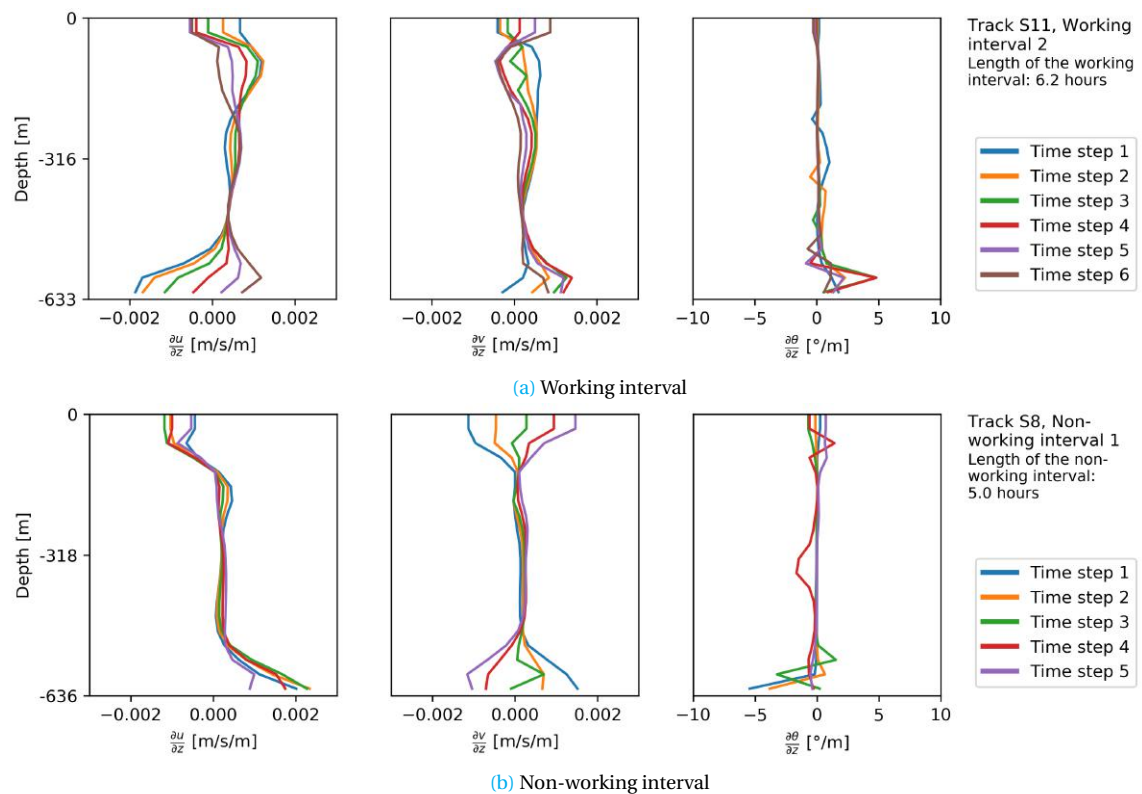 0
Depth [m]
-316
-633
−0.002 0.000 0.002
∂u/∂z [m/s/m]
−0.002 0.000 0.002
∂v/∂z [m/s/m]
−10 −5 0 5 10
∂θ/∂z [°/m]
Track S11, Working
interval 2
Length of the working
interval: 6.2 hours
Time step 1
Time step 2
Time step 3
Time step 4
Time step 5
Time step 6
(a) Working interval
0
Depth [m]
-318
-636
−0.002 0.000 0.002
∂u/∂z [m/s/m]
−0.002 0.000 0.002
∂v/∂z [m/s/m]
−10 −5 0 5 10
∂θ/∂z [°/m]
Track S8, Non-
working interval 1
Length of the non-
working interval:
5.0 hours
Time step 1
Time step 2
Time step 3
Time step 4
Time step 5
(b) Non-working interval